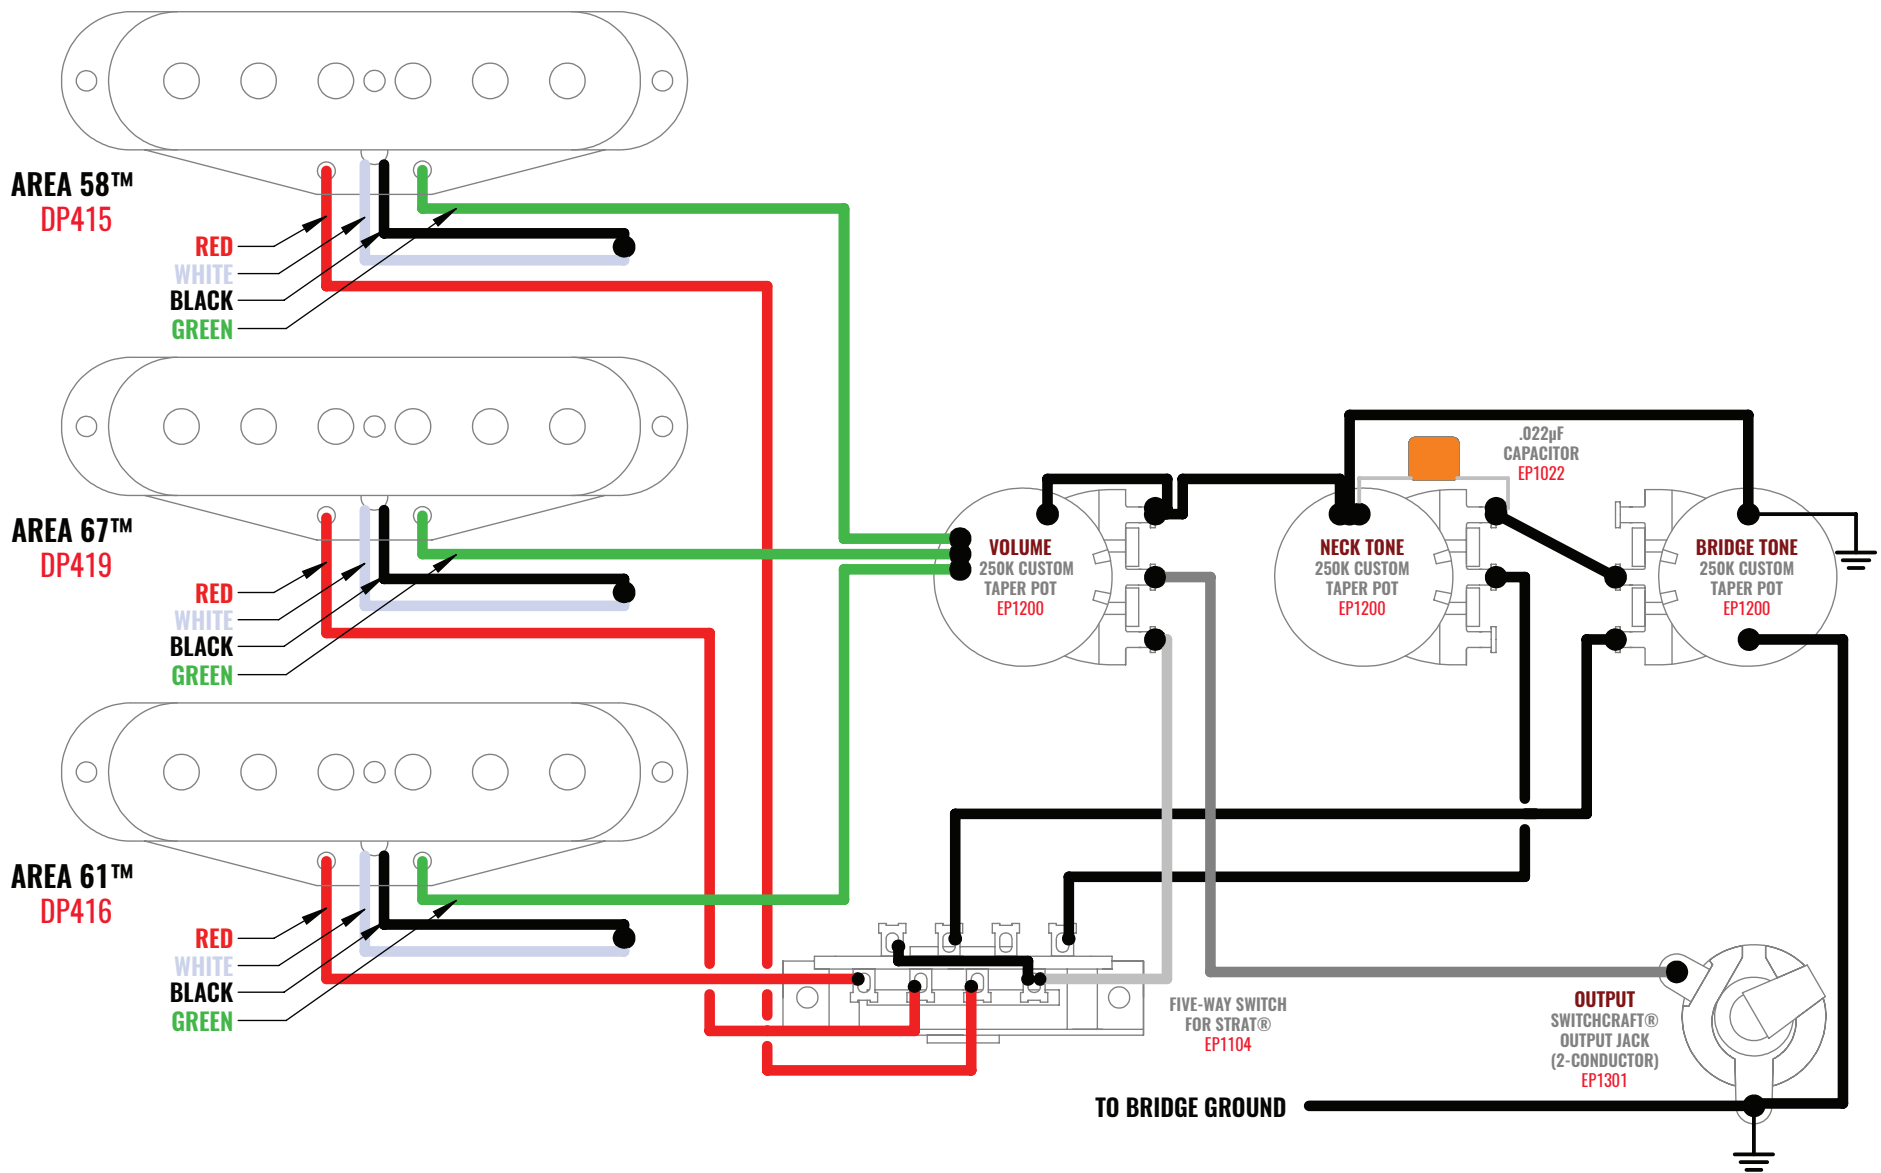 AREA 58™
DP415
RED
WHITE
BLACK
GREEN
AREA 67™
DP419
RED
WHITE
BLACK
GREEN
AREA 61™
DP416
RED
WHITE
BLACK
GREEN
VOLUME
250K CUSTOM
TAPER POT
EP1200
NECK TONE
250K CUSTOM
TAPER POT
EP1200
.022µF
CAPACITOR
EP1022
BRIDGE TONE
250K CUSTOM
TAPER POT
EP1200
FIVE-WAY SWITCH
FOR STRAT®
EP1104
OUTPUT
SWITCHCRAFT®
OUTPUT JACK
(2-CONDUCTOR)
EP1301
TO BRIDGE GROUND